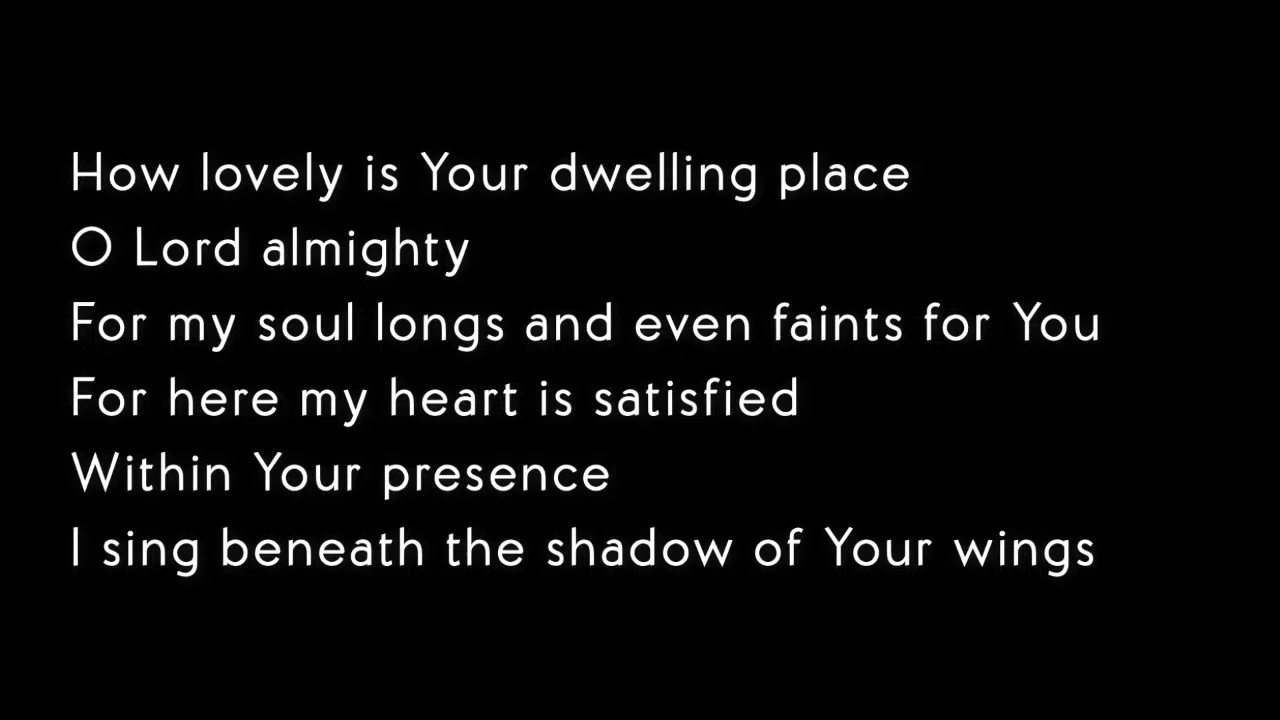 How lovely is Your dwelling place
O Lord almighty
For my soul longs and even faints for You
For here my heart is satisfied
Within Your presence
I sing beneath the shadow of Your wings